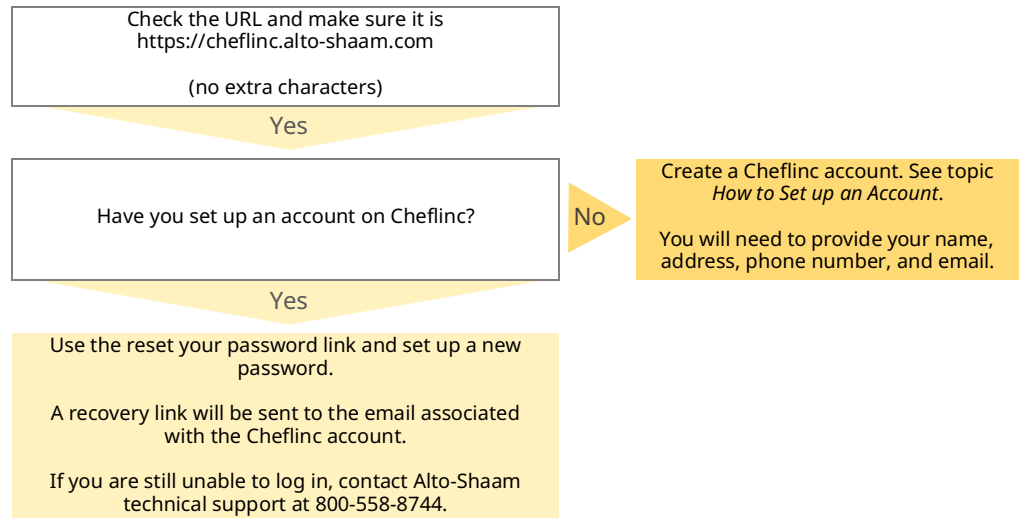 Check the URL and make sure it is
https://cheflinc.alto-shaam.com
(no extra characters)
Yes
Have you set up an account on Cheflinc?
No
Create a Cheflinc account. See topic
How to Set up an Account.
You will need to provide your name,
address, phone number, and email.
Yes
Use the reset your password link and set up a new
password.
A recovery link will be sent to the email associated
with the Cheflinc account.
If you are still unable to log in, contact Alto-Shaam
technical support at 800-558-8744.